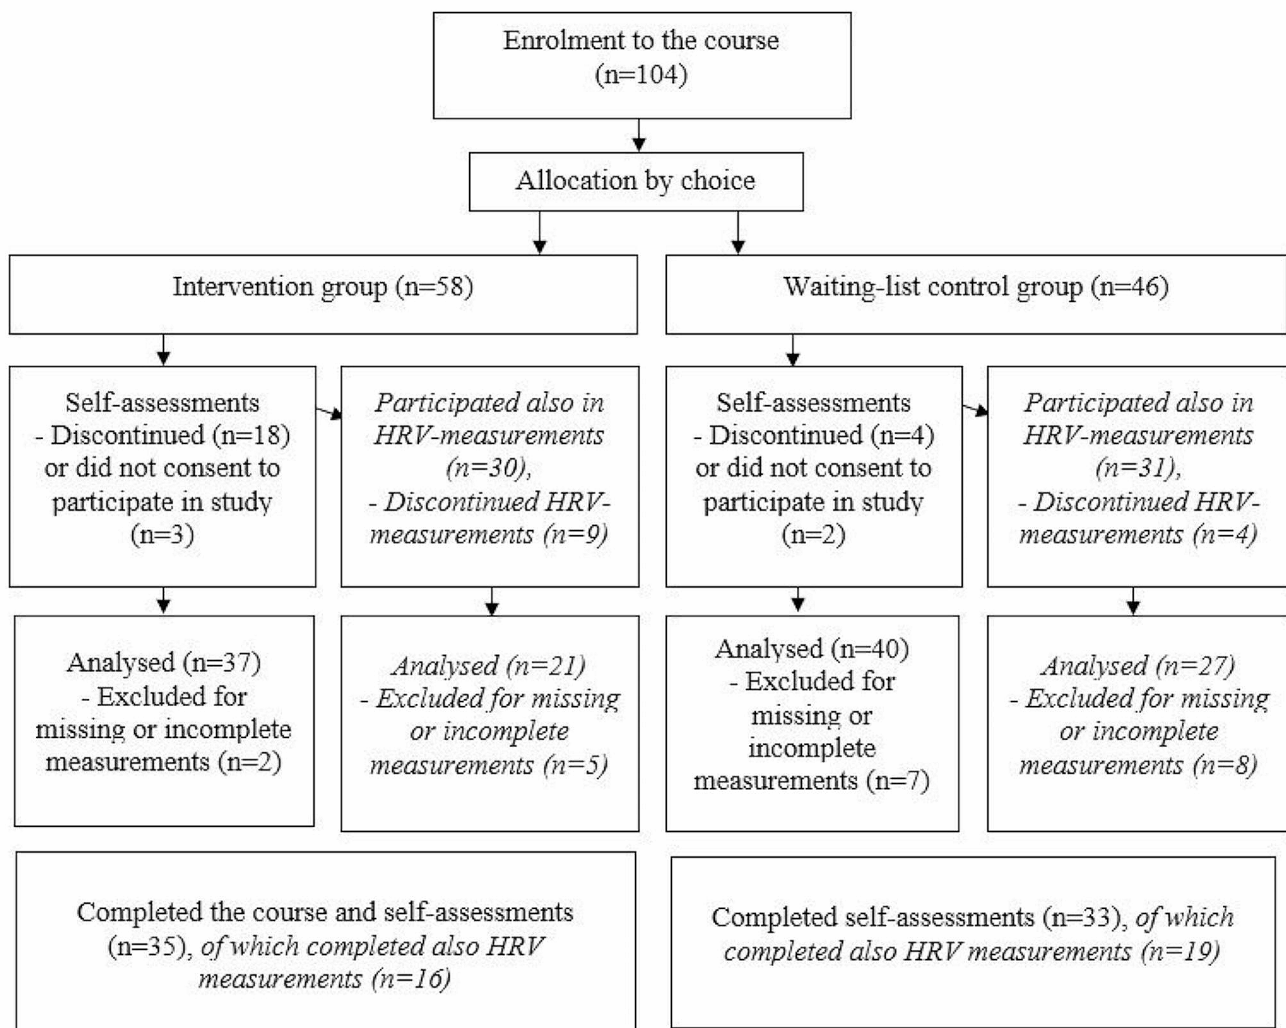 Enrolment to the course
(n=104)
Allocation by choice
Intervention group (n=58)
Waiting-list control group (n=46)
Self-assessments
- Discontinued (n=18)
or did not consent to
participate in study
(n=3)
Participated also in
HRV-measurements
(n=30),
- Discontinued HRV-
measurements (n=9)
Self-assessments
- Discontinued (n=4)
or did not consent to
participate in study
(n=2)
Participated also in
HRV-measurements
(n=31),
- Discontinued HRV-
measurements (n=4)
Analysed (n=37)
- Excluded for
missing or incomplete
measurements (n=2)
Analysed (n=21)
- Excluded for missing
or incomplete
measurements (n=5)
Analysed (n=40)
- Excluded for
missing or
incomplete
measurements (n=7)
Analysed (n=27)
- Excluded for missing
or incomplete
measurements (n=8)
Completed the course and self-assessments
(n=35), of which completed also HRV
measurements (n=16)
Completed self-assessments (n=33), of which
completed also HRV measurements (n=19)